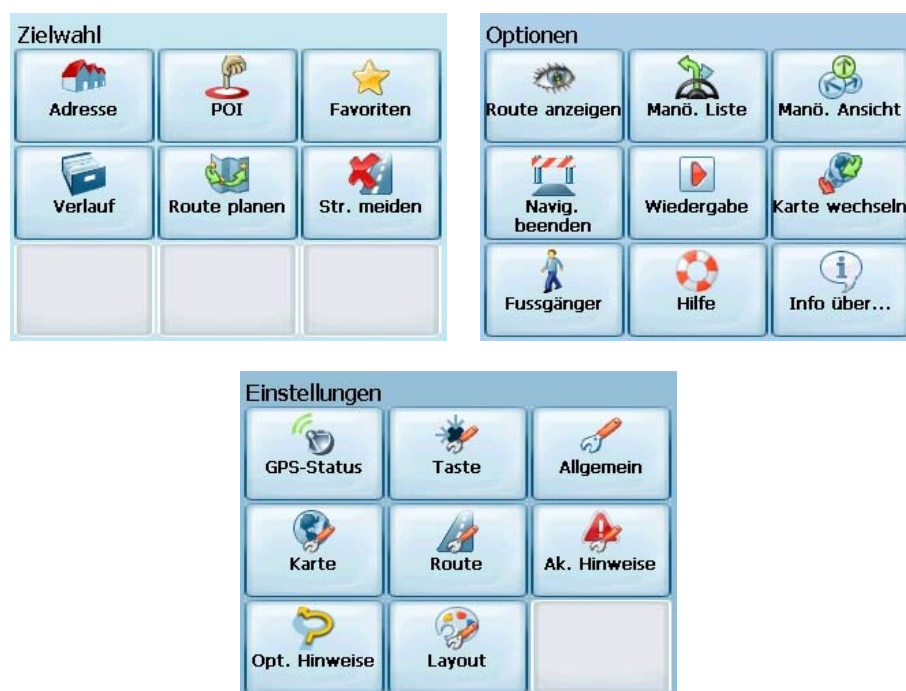 Zielwahl
Adresse
POI
Favoriten
Verlauf
Route planen
Str. meiden
Optionen
Route anzeigen
Manö. Liste
Manö. Ansicht
Navig.
beenden
Wiedergabe
Karte wechseln
Fussgänger
Hilfe
Info über...
Einstellungen
GPS-Status
Taste
Allgemein
Karte
Route
Ak. Hinweise
Opt. Hinweise
Layout